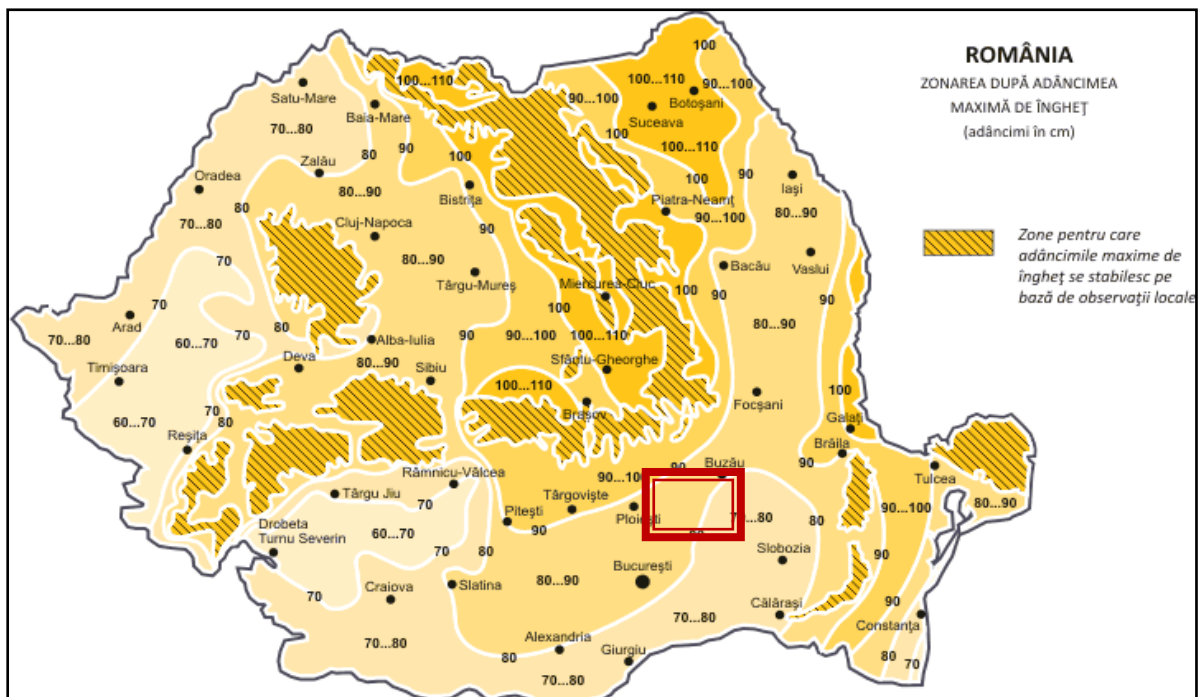 ROMÂNIA
ZONAREA DUPĂ ADÂNCIMEA
MAXIMĂ DE ÎNGHEŢ
(adâncimi în cm)
Zone pentru care
adâncimile maxime de
îngheț se stabilesc pe
bază de observații locale
100
100...110
100...110
90...100
90...100
Satu-Mare
Baia-Mare
Botoșani
Suceava
70...80
80
90
100
100
100...110
90
Zalău
Oradea
80...90
Bistrița
100
Piatra-Neamț
Iași
80...90
70...80
80
Cluj-Napoca
90
90...100
70
80...90
Târgu-Mureș
Miercurea-Ciuc
100
90
Bacău
Vaslui
90
70
Arad
70...80
60...70
70
80
Alba-Iulia
90
100
90...100
100...110
80...90
Timișoara
Deva
80...90
Sibiu
Sfântu-Gheorghe
100...110
Brașov
Focșani
100
60...70
70
80
Reșița
Galați
Brăila
90
Râmnicu-Vâlcea
90...100
90
Buzău
Tulcea
70
Târgu Jiu
Pitești
Târgoviște
Ploiești
90
70...80
80
90...100
80...90
Drobeta
Turnu Severin
60...70
70
80
80
Slobozia
90
București
80...90
70
Craiova
Slatina
70...80
Călărași
90
Constanța
70...80
Alexandria
80
Giurgiu
70...80
80
70